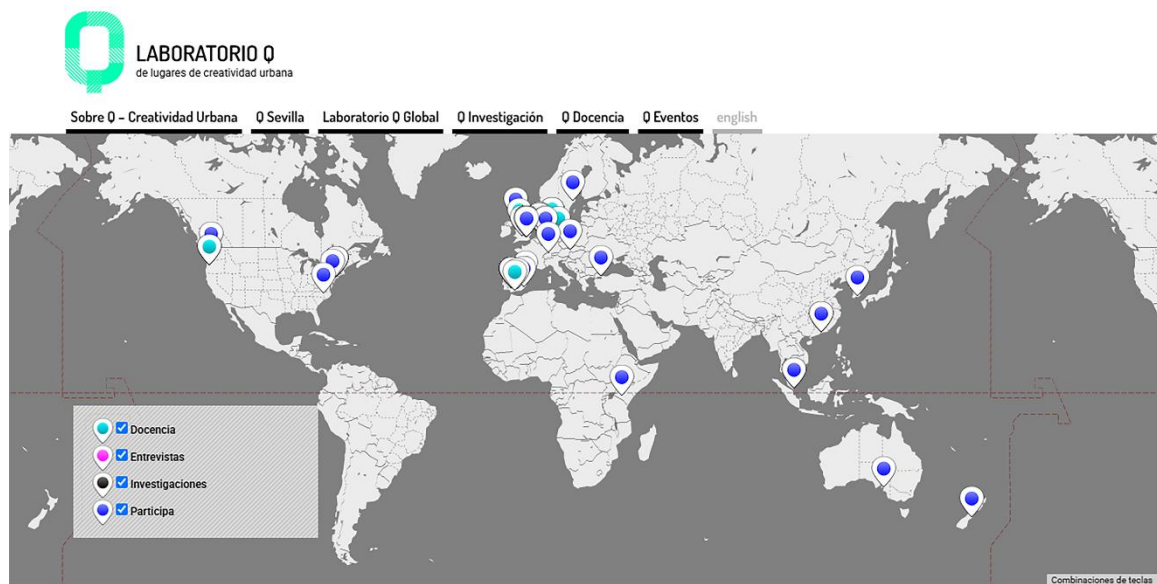 LABORATORIO Q
de lugares de creatividad urbana
Sobre Q – Creatividad Urbana Q Sevilla Laboratorio Q Global Q Investigación Q Docencia Q Eventos english
Docencia
Entrevistas
Investigaciones
Participa
Combinaciones de teclas